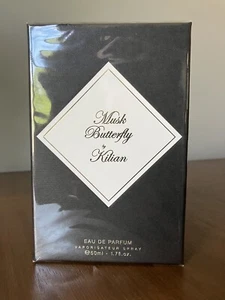 Musk
Butterfly
by
Kilian
EAU DE PARFUM
VAPORISATEUR SPRAY
℮50ml - 1.7fl.oz.